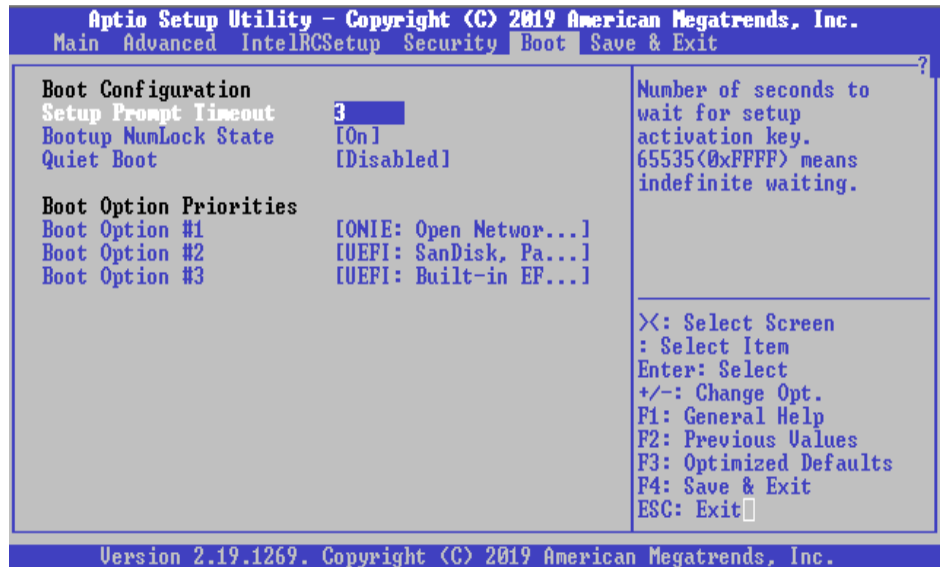 Aptio Setup Utility - Copyright (C) 2019 American Megatrends, Inc.
Main Advanced IntelRCSetup Security Boot Save & Exit
?
Boot Configuration
Setup Prompt Timeout 3
Bootup NumLock State [On]
Quiet Boot [Disabled]
Boot Option Priorities
Boot Option #1 [ONIE: Open Networ...]
Boot Option #2 [UEFI: SanDisk, Pa...]
Boot Option #3 [UEFI: Built-in EF...]
Number of seconds to
wait for setup
activation key.
65535(0xFFFF) means
indefinite waiting.
><: Select Screen
: Select Item
Enter: Select
+/-: Change Opt.
F1: General Help
F2: Previous Values
F3: Optimized Defaults
F4: Save & Exit
ESC: Exit
Version 2.19.1269. Copyright (C) 2019 American Megatrends, Inc.